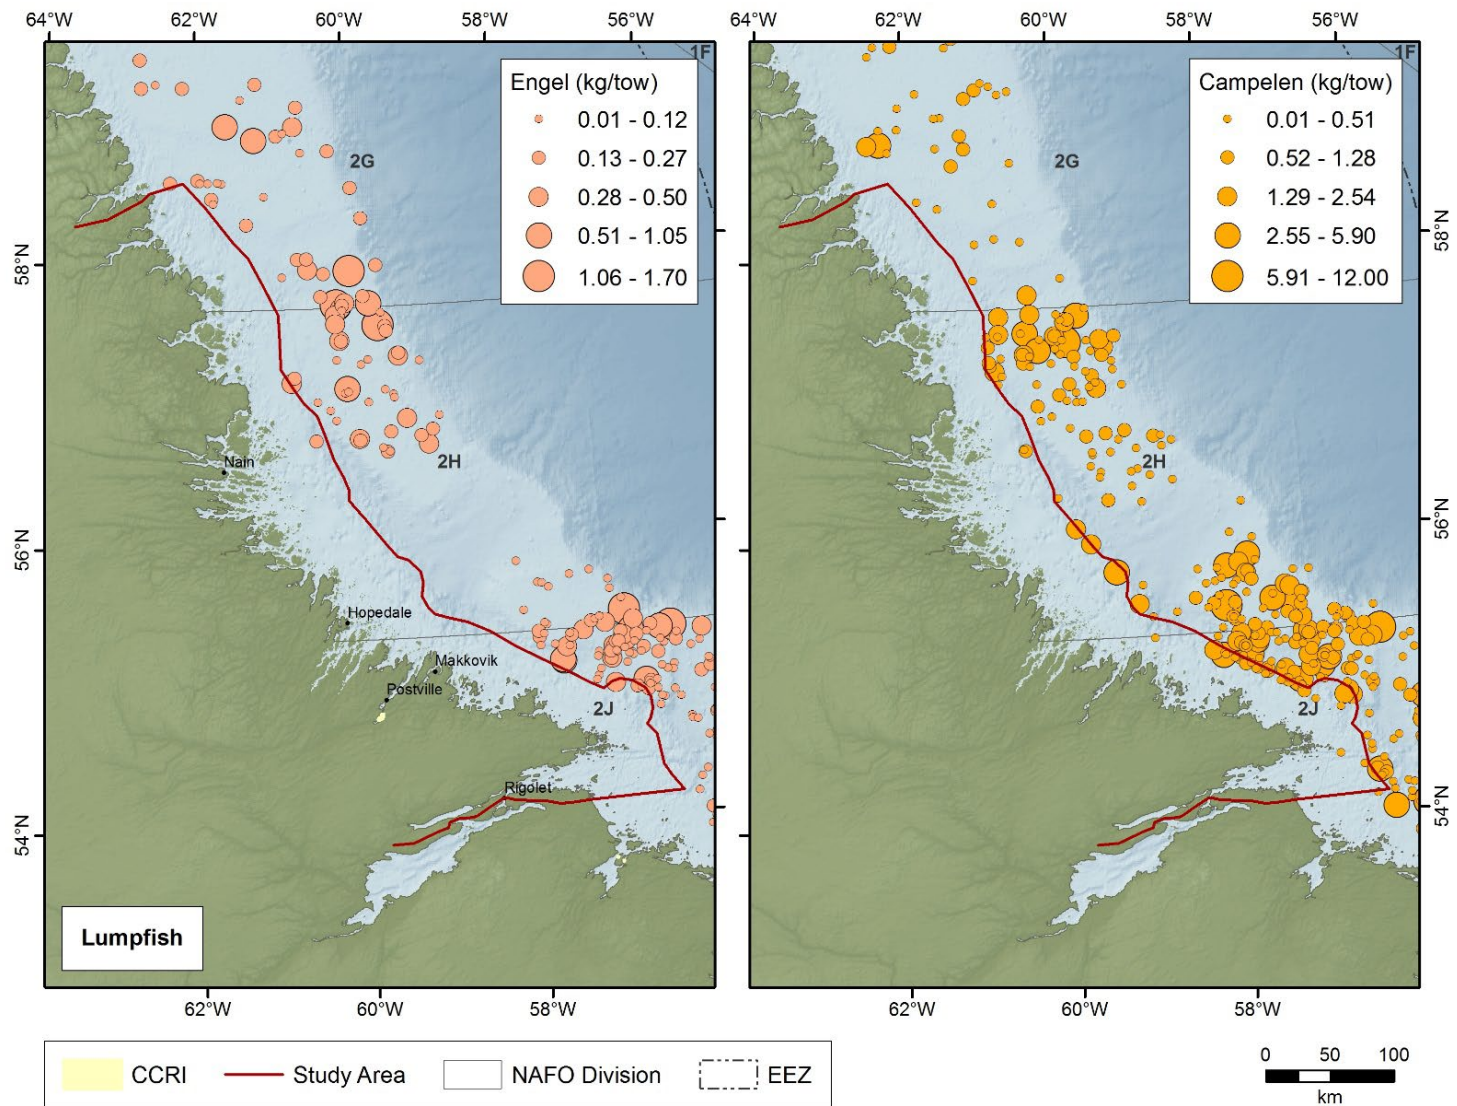 64°W 62°W 60°W 58°W 56°W 64°W 62°W 60°W 58°W 56°W
1F
Engel (kg/tow)
0.01 - 0.12
0.13 - 0.27
0.28 - 0.50
0.51 - 1.05
1.06 - 1.70
1F
Campelen (kg/tow)
0.01 - 0.51
0.52 - 1.28
1.29 - 2.54
2.55 - 5.90
5.91 - 12.00
2G
2G
58°N
58°N
Nain
2H
2H
56°N
56°N
Hopedale
Makkovik
Postville
2J
2J
Rigolet
54°N
54°N
Lumpfish
62°W 60°W 58°W 62°W 60°W 58°W
CCRI
Study Area
NAFO Division
EEZ
0 50 100
km